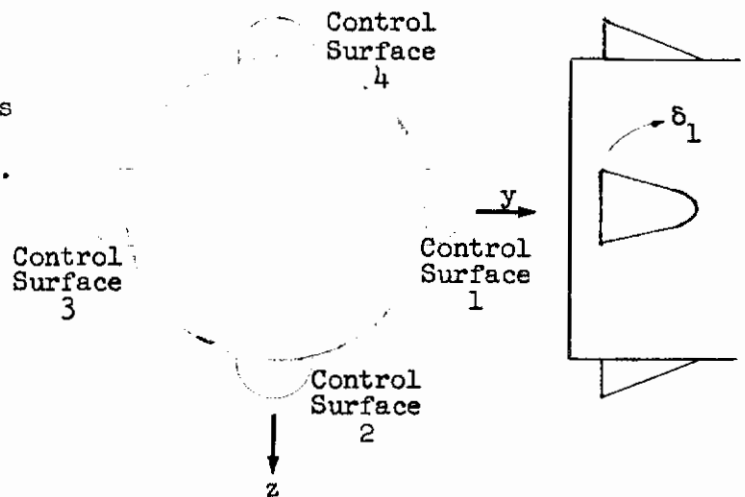 Control
Surface
4
s
.
δ1
y
Control
Surface
3
Control
Surface
1
Control
Surface
2
z